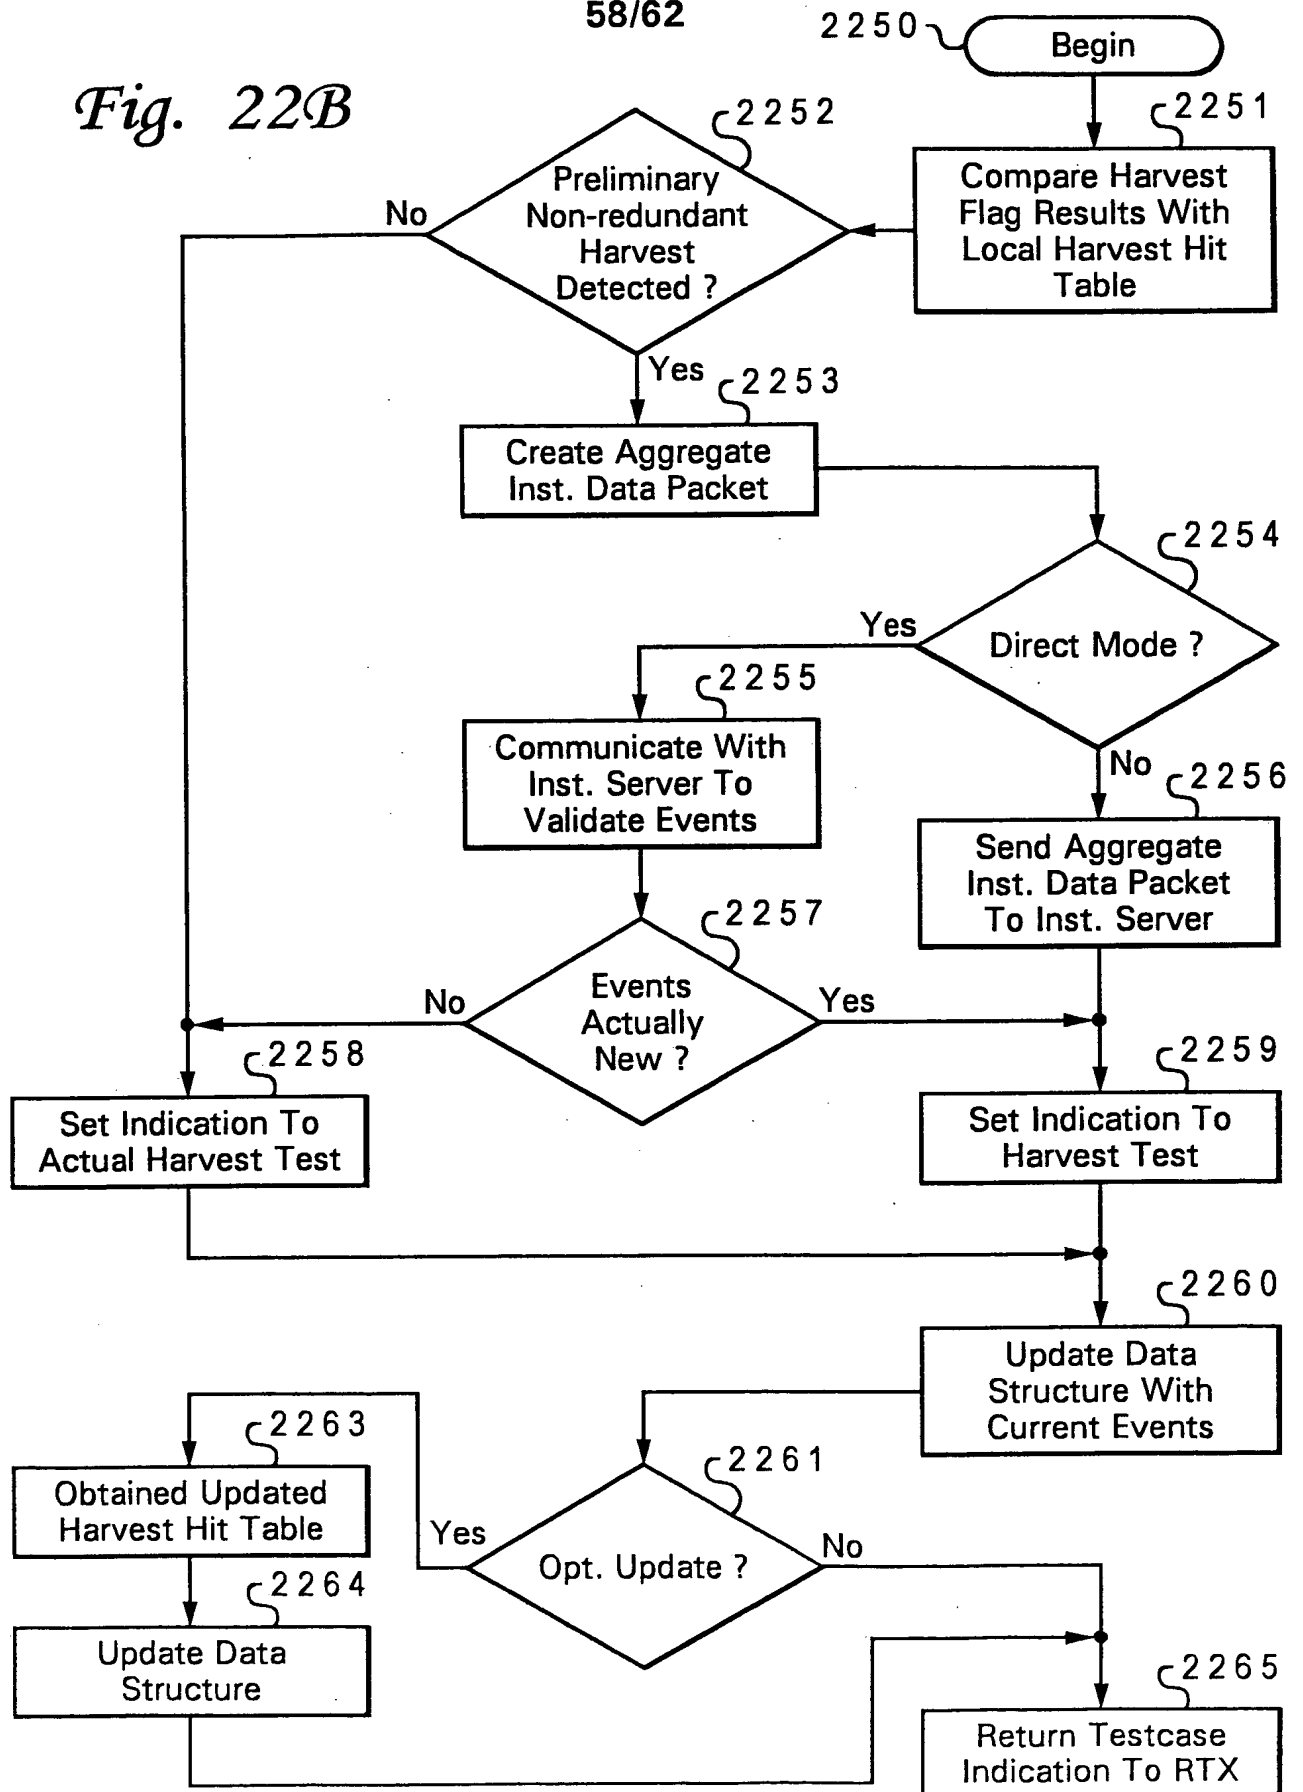 58/62
Fig. 22B
2250
Begin
2251
Compare Harvest
Flag Results With
Local Harvest Hit
Table
2252
Preliminary
Non-redundant
Harvest
Detected ?
No
Yes
2253
Create Aggregate
Inst. Data Packet
2254
Direct Mode ?
Yes
No
2255
Communicate With
Inst. Server To
Validate Events
2256
Send Aggregate
Inst. Data Packet
To Inst. Server
2257
Events
Actually
New ?
No
Yes
2258
Set Indication To
Actual Harvest Test
2259
Set Indication To
Harvest Test
2260
Update Data
Structure With
Current Events
2261
Opt. Update ?
Yes
No
2263
Obtained Updated
Harvest Hit Table
2264
Update Data
Structure
2265
Return Testcase
Indication To RTX